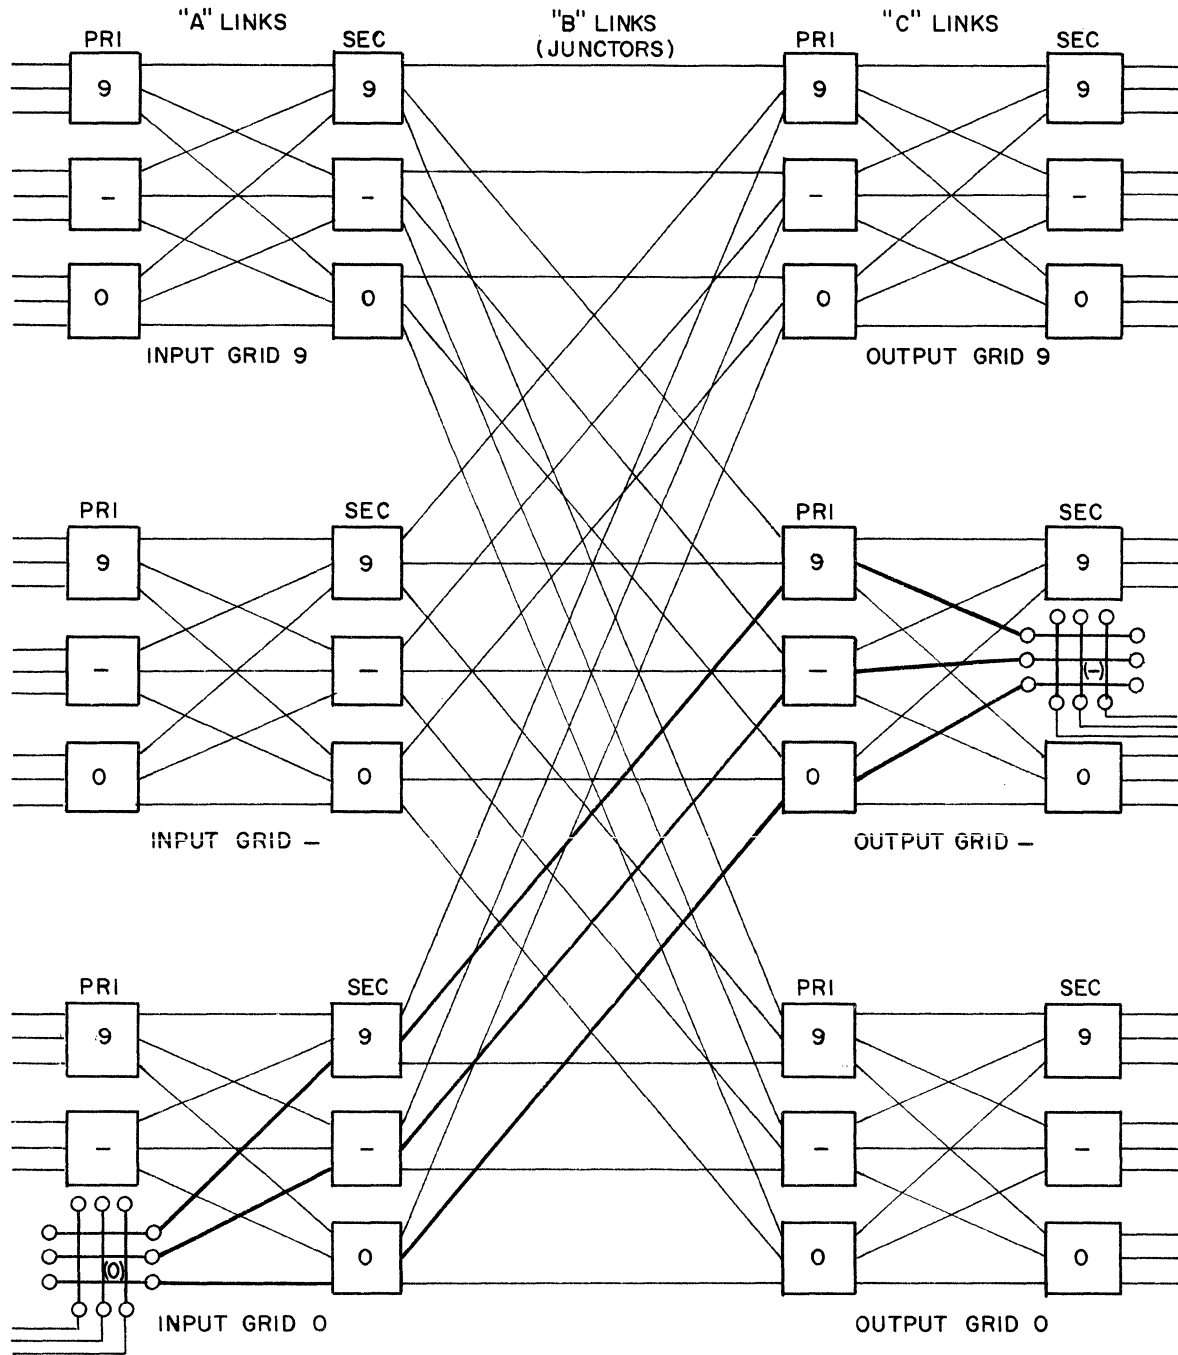 "A" LINKS
"B" LINKS
(JUNCTORS)
"C" LINKS
PRI
SEC
PRI
SEC
9
9
9
9
–
–
–
–
0
0
0
0
INPUT GRID 9
OUTPUT GRID 9
PRI
SEC
PRI
SEC
9
9
9
9
–
–
–
(–)
0
0
0
0
INPUT GRID –
OUTPUT GRID –
PRI
SEC
PRI
SEC
9
9
9
9
–
–
–
–
(0)
0
0
0
INPUT GRID 0
OUTPUT GRID 0